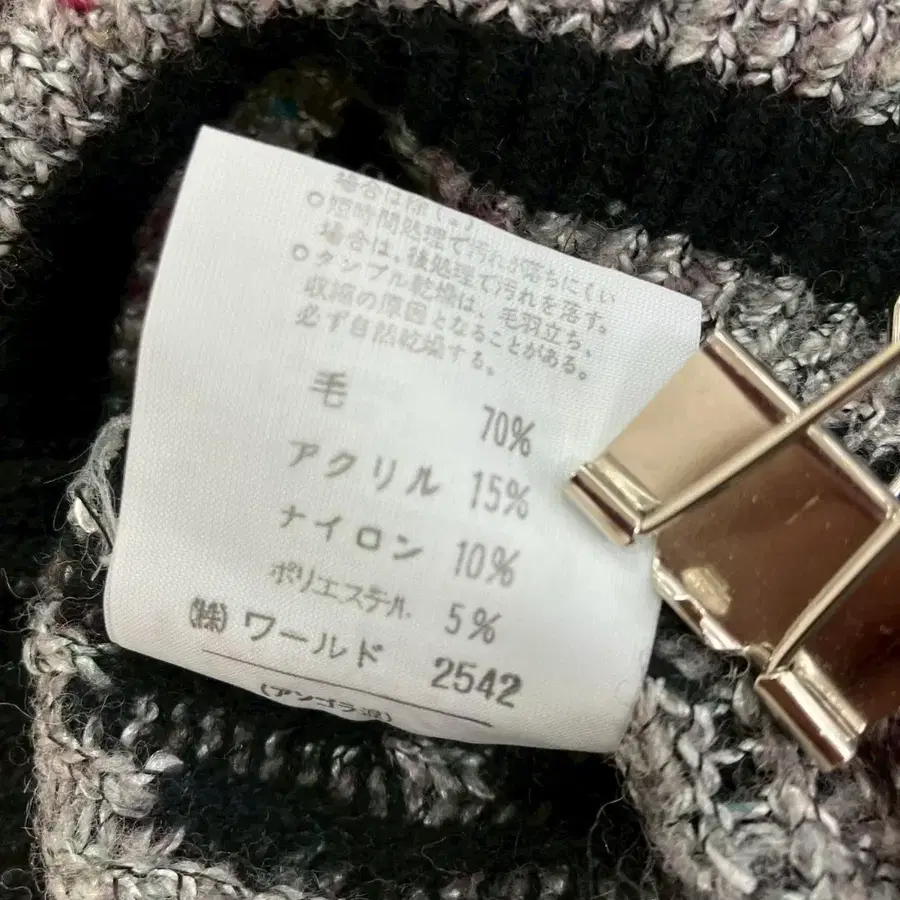 場合は除く。)
○短時間処理で汚れが落ちにくい
場合は、後処理で汚れを落す。
○タンブル乾燥は、毛羽立ち、
収縮の原因となることがある。
必ず自然乾燥する。
毛 70%
アクリル 15%
ナイロン 10%
ポリエステル 5%
㈱ワールド 2542
(アンゴラ混)